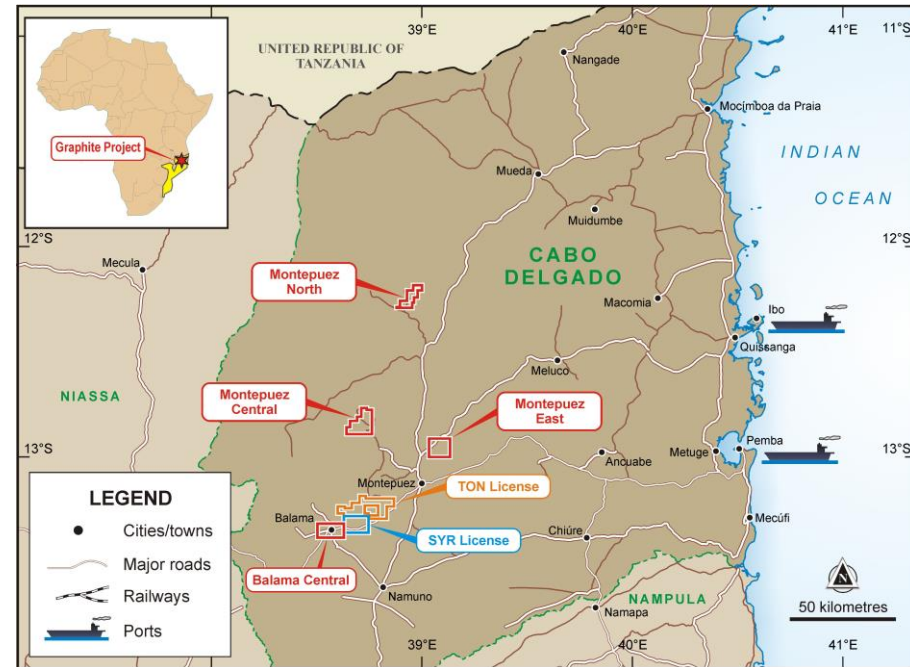 39°E
40°E
41°E
11°S
UNITED REPUBLIC OF
TANZANIA
Nangade
Mocímboa da Praia
Graphite Project
INDIAN
OCEAN
Mueda
Muidumbe
12°S
12°S
Mecula
CABO
DELGADO
Montepuez
North
Macomia
Ibo
Quissanga
Meluco
NIASSA
Montepuez
Central
Montepuez
East
13°S
13°S
Pemba
Metuge
Ancuabe
Montepuez
TON License
LEGEND
Cities/towns
Major roads
Railways
Ports
Balama
SYR License
Chiúre
Mecúfi
Balama Central
Namuno
NAMPULA
Namapa
N
50 kilometres
39°E
40°E
41°E